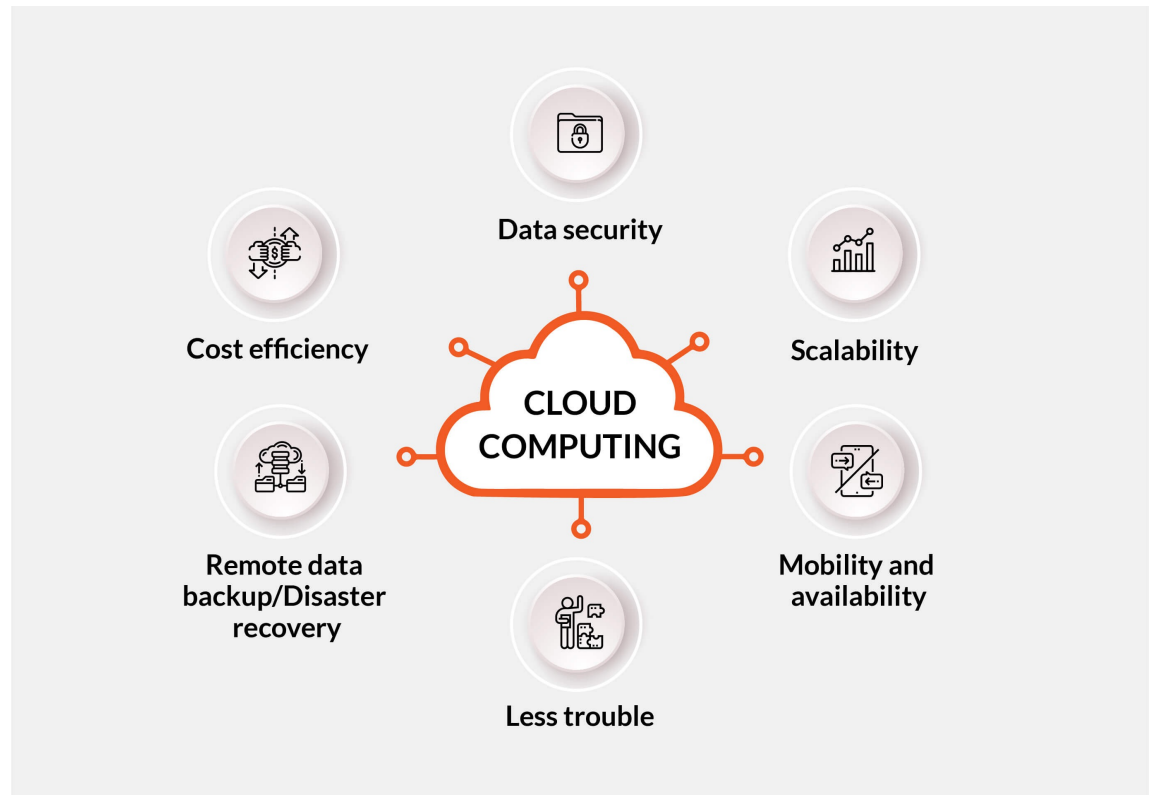 Data security
Cost efficiency
Scalability
CLOUD
COMPUTING
Remote data
backup/Disaster
recovery
Mobility and
availability
Less trouble